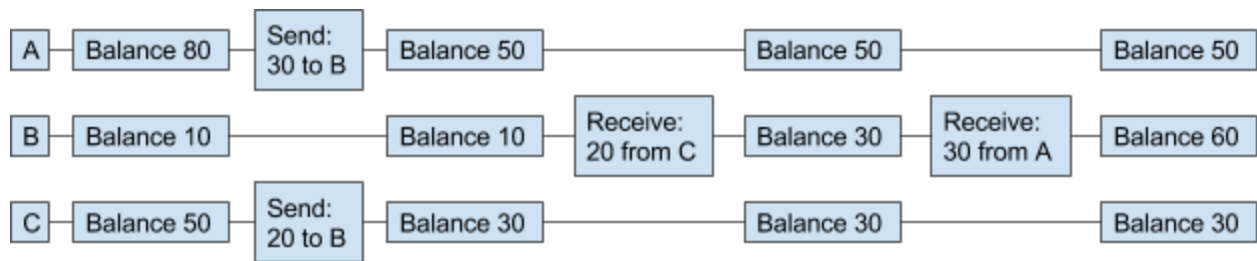 A
Balance 80
Send:
30 to B
Balance 50
Balance 50
Balance 50
B
Balance 10
Balance 10
Receive:
20 from C
Balance 30
Receive:
30 from A
Balance 60
C
Balance 50
Send:
20 to B
Balance 30
Balance 30
Balance 30